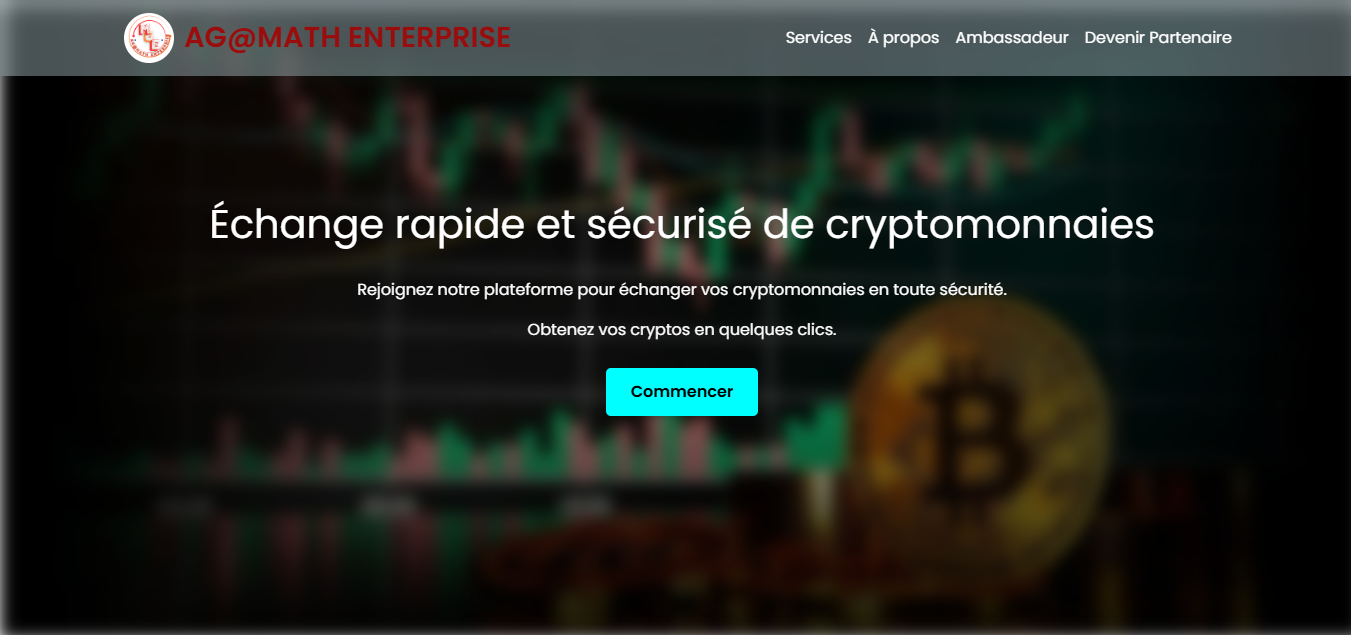 AG@MATH ENTERPRISE
Services À propos Ambassadeur Devenir Partenaire
Échange rapide et sécurisé de cryptomonnaies
Rejoignez notre plateforme pour échanger vos cryptomonnaies en toute sécurité.
Obtenez vos cryptos en quelques clics.
Commencer